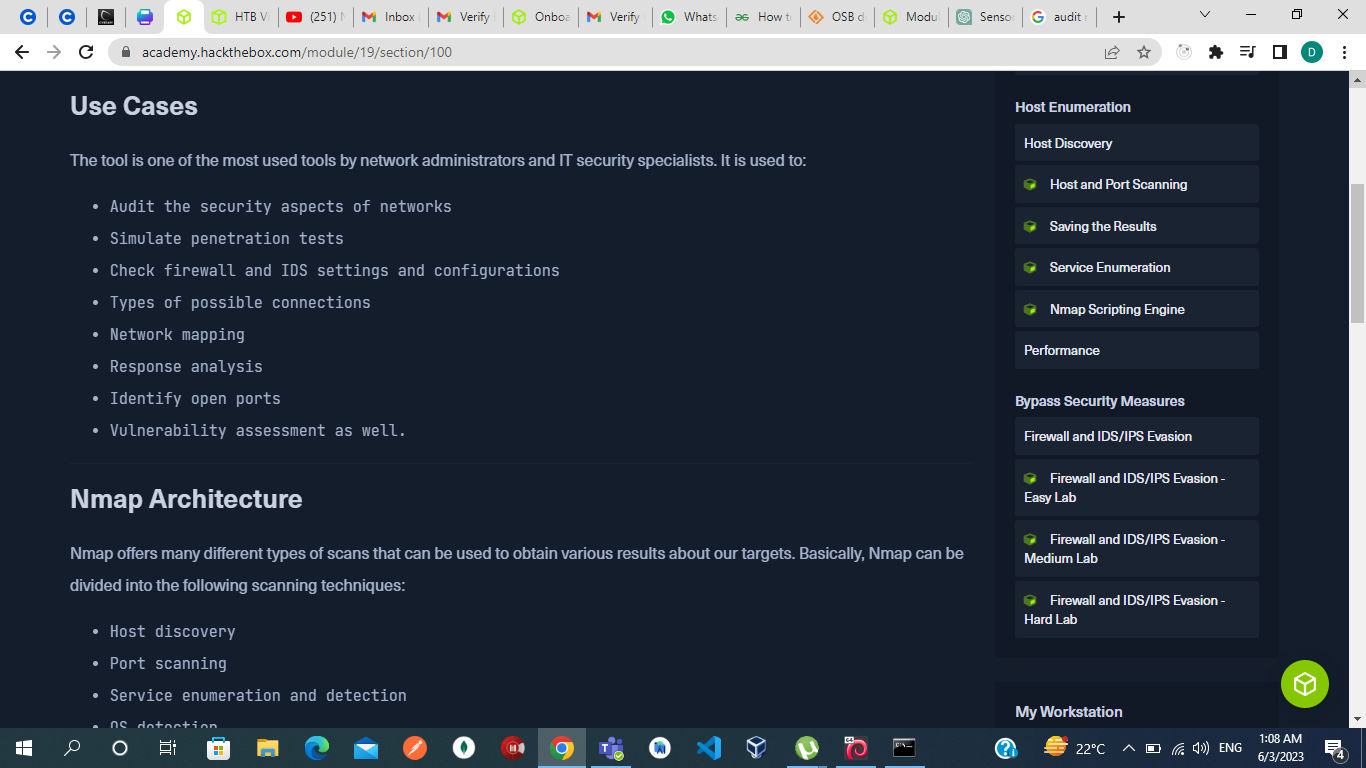 HTB V
(251) N
Inbox
Verify
Onboa
Verify
Whats
How to
OSB d
Modul
Sensor
audit
academy.hackthebox.com/module/19/section/100
D
Use Cases
The tool is one of the most used tools by network administrators and IT security specialists. It is used to:
• Audit the security aspects of networks
• Simulate penetration tests
• Check firewall and IDS settings and configurations
• Types of possible connections
• Network mapping
• Response analysis
• Identify open ports
• Vulnerability assessment as well.
Nmap Architecture
Nmap offers many different types of scans that can be used to obtain various results about our targets. Basically, Nmap can be
divided into the following scanning techniques:
• Host discovery
• Port scanning
• Service enumeration and detection
• OS detection
Host Enumeration
Host Discovery
Host and Port Scanning
Saving the Results
Service Enumeration
Nmap Scripting Engine
Performance
Bypass Security Measures
Firewall and IDS/IPS Evasion
Firewall and IDS/IPS Evasion -
Easy Lab
Firewall and IDS/IPS Evasion -
Medium Lab
Firewall and IDS/IPS Evasion -
Hard Lab
My Workstation
22°C
ENG
1:08 AM
6/3/2023
4